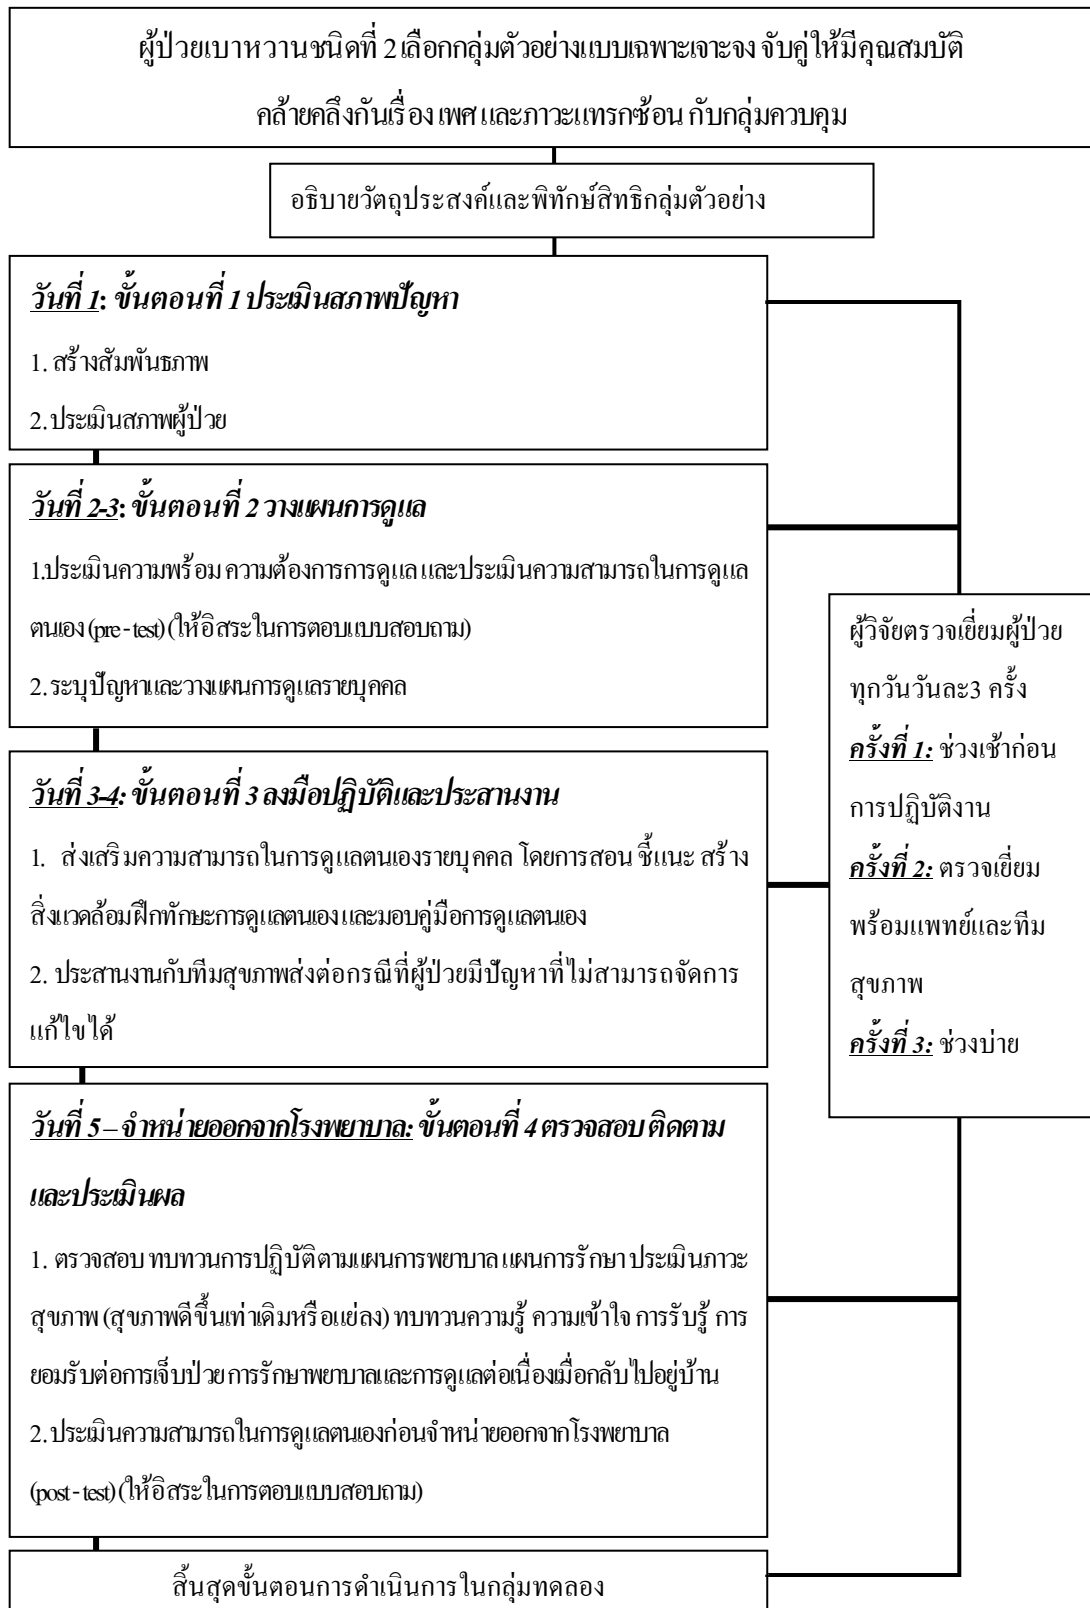 ผู้ป่วยเบาหวานชนิดที่ 2 เลือกกลุ่มตัวอย่างแบบเฉพาะเจาะจง จับคู่ให้มีคุณสมบัติ
คล้ายคลึงกันเรื่อง เพศ และภาวะแทรกซ้อน กับกลุ่มควบคุม
อธิบายวัตถุประสงค์และพิทักษ์สิทธิกลุ่มตัวอย่าง
วันที่ 1: ขั้นตอนที่ 1 ประเมินสภาพปัญหา
1. สร้างสัมพันธภาพ
2. ประเมินสภาพผู้ป่วย
วันที่ 2-3: ขั้นตอนที่ 2 วางแผนการดูแล
1.ประเมินความพร้อม ความต้องการการดูแล และประเมินความสามารถในการดูแล
ตนเอง (pre - test) (ให้อิสระในการตอบแบบสอบถาม)
2. ระบุปัญหาและวางแผนการดูแลรายบุคคล
วันที่ 3-4: ขั้นตอนที่ 3 ลงมือปฏิบัติและประสานงาน
1. ส่งเสริมความสามารถในการดูแลตนเองรายบุคคล โดยการสอน ชี้แนะ สร้าง
สิ่งแวดล้อมฝึกทักษะการดูแลตนเอง และมอบคู่มือการดูแลตนเอง
2. ประสานงานกับทีมสุขภาพส่งต่อกรณีที่ผู้ป่วยมีปัญหาที่ไม่สามารถจัดการ
แก้ไขได้
วันที่ 5 – จำหน่ายออกจากโรงพยาบาล: ขั้นตอนที่ 4 ตรวจสอบ ติดตาม
และประเมินผล
1. ตรวจสอบ ทบทวนการปฏิบัติตามแผนการพยาบาล แผนการรักษา ประเมินภาวะ
สุขภาพ (สุขภาพดีขึ้นเท่าเดิมหรือแย่ลง) ทบทวนความรู้ ความเข้าใจ การรับรู้ การ
ยอมรับต่อการเจ็บป่วย การรักษาพยาบาลและการดูแลต่อเนื่องเมื่อกลับไปอยู่บ้าน
2. ประเมินความสามารถในการดูแลตนเองก่อนจำหน่ายออกจากโรงพยาบาล
(post - test) (ให้อิสระในการตอบแบบสอบถาม)
สิ้นสุดขั้นตอนการดำเนินการในกลุ่มทดลอง
ผู้วิจัยตรวจเยี่ยมผู้ป่วย
ทุกวันวันละ3 ครั้ง
ครั้งที่ 1: ช่วงเช้าก่อน
การปฏิบัติงาน
ครั้งที่ 2: ตรวจเยี่ยม
พร้อมแพทย์และทีม
สุขภาพ
ครั้งที่ 3: ช่วงบ่าย